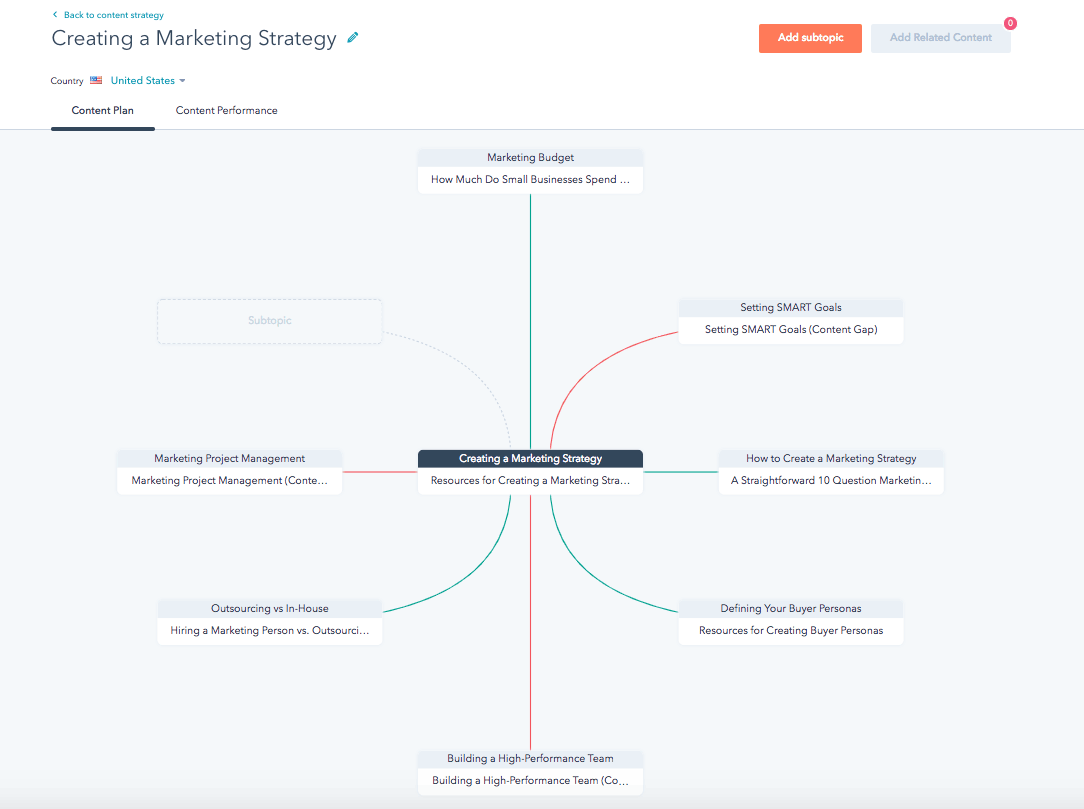 Back to content strategy
Creating a Marketing Strategy
Add subtopic
Add Related Content
0
Country United States
Content Plan
Content Performance
Marketing Budget
How Much Do Small Businesses Spend ...
Subtopic
Setting SMART Goals
Setting SMART Goals (Content Gap)
Marketing Project Management
Marketing Project Management (Conte...
Creating a Marketing Strategy
Resources for Creating a Marketing Stra...
How to Create a Marketing Strategy
A Straightforward 10 Question Marketin...
Outsourcing vs In-House
Hiring a Marketing Person vs. Outsourci...
Defining Your Buyer Personas
Resources for Creating Buyer Personas
Building a High-Performance Team
Building a High-Performance Team (Co...